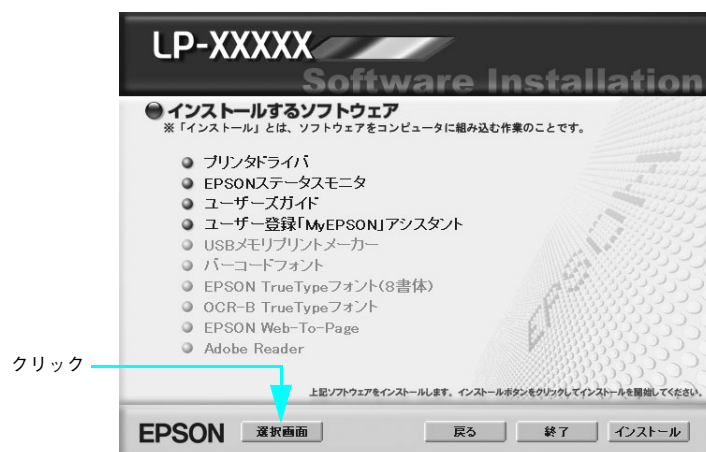 LP-XXXXX
Software Installation
インストールするソフトウェア
※「インストール」とは、ソフトウェアをコンピュータに組み込む作業のことです。
プリンタドライバ
EPSONステータスモニタ
ユーザーズガイド
ユーザー登録「MyEPSON」アシスタント
USBメモリプリントメーカー
バーコードフォント
EPSON TrueTypeフォント(8書体)
OCR-B TrueTypeフォント
EPSON Web-To-Page
Adobe Reader
クリック
上記ソフトウェアをインストールします。インストールボタンをクリックしてインストールを開始してください。
EPSON 選択画面 戻る 終了 インストール
EPSON